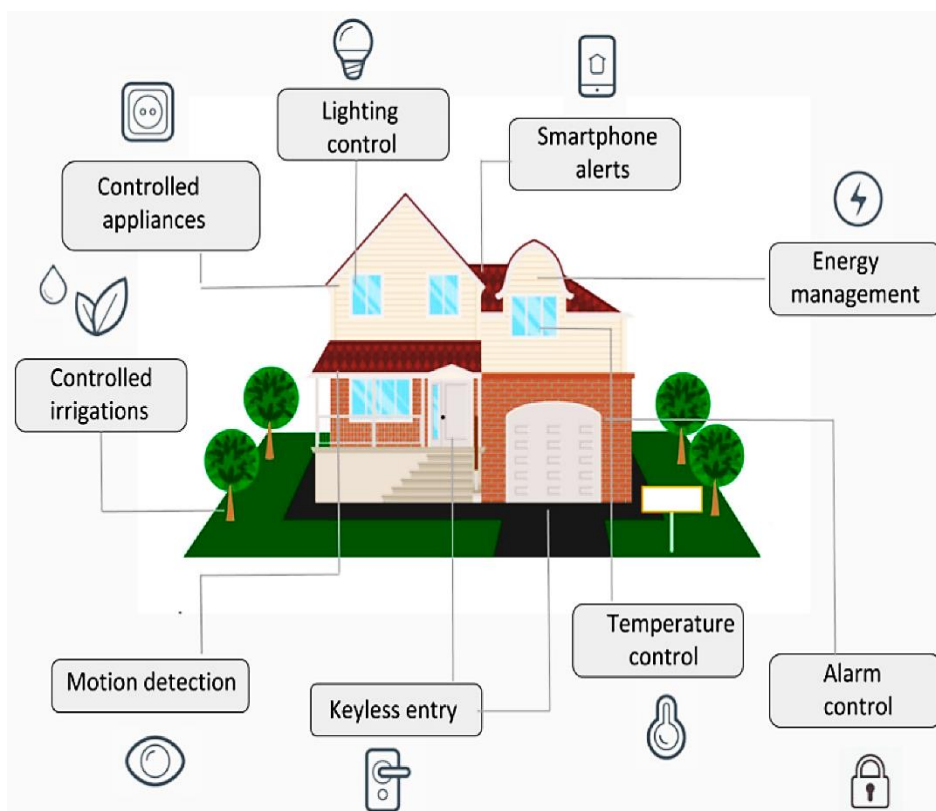 Lighting
control
Smartphone
alerts
Controlled
appliances
Energy
management
Controlled
irrigations
Temperature
control
Motion detection
Keyless entry
Alarm
control